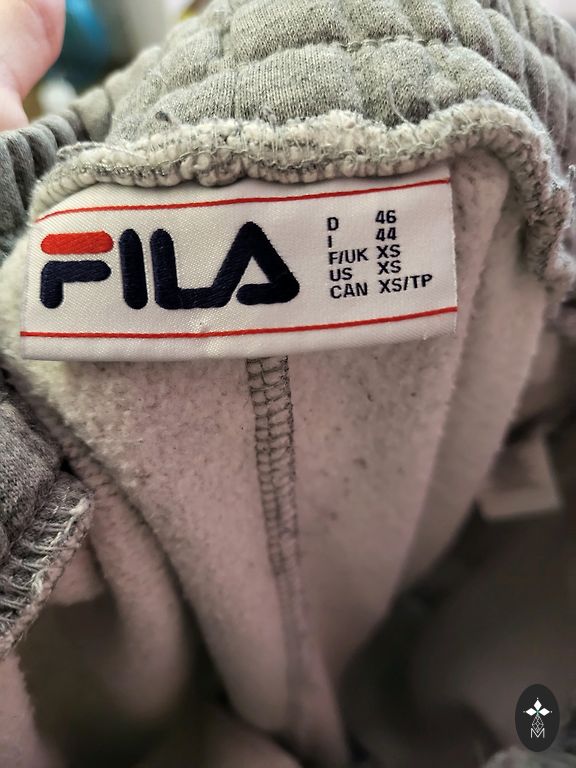 FILA
D 46
I 44
F/UK XS
US XS
CAN XS/TP
M